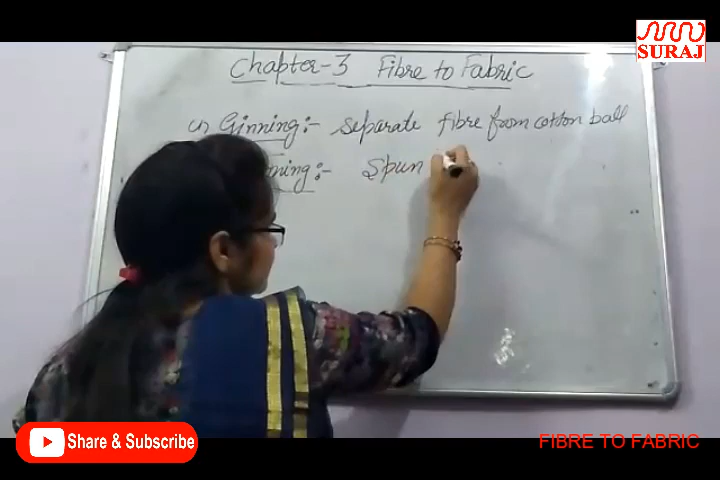 SURAJ
Chapter-3 Fibre to Fabric
(1) Ginning:- Separate fibre from cotton ball
Spun
Share & Subscribe
FIBRE TO FABRIC